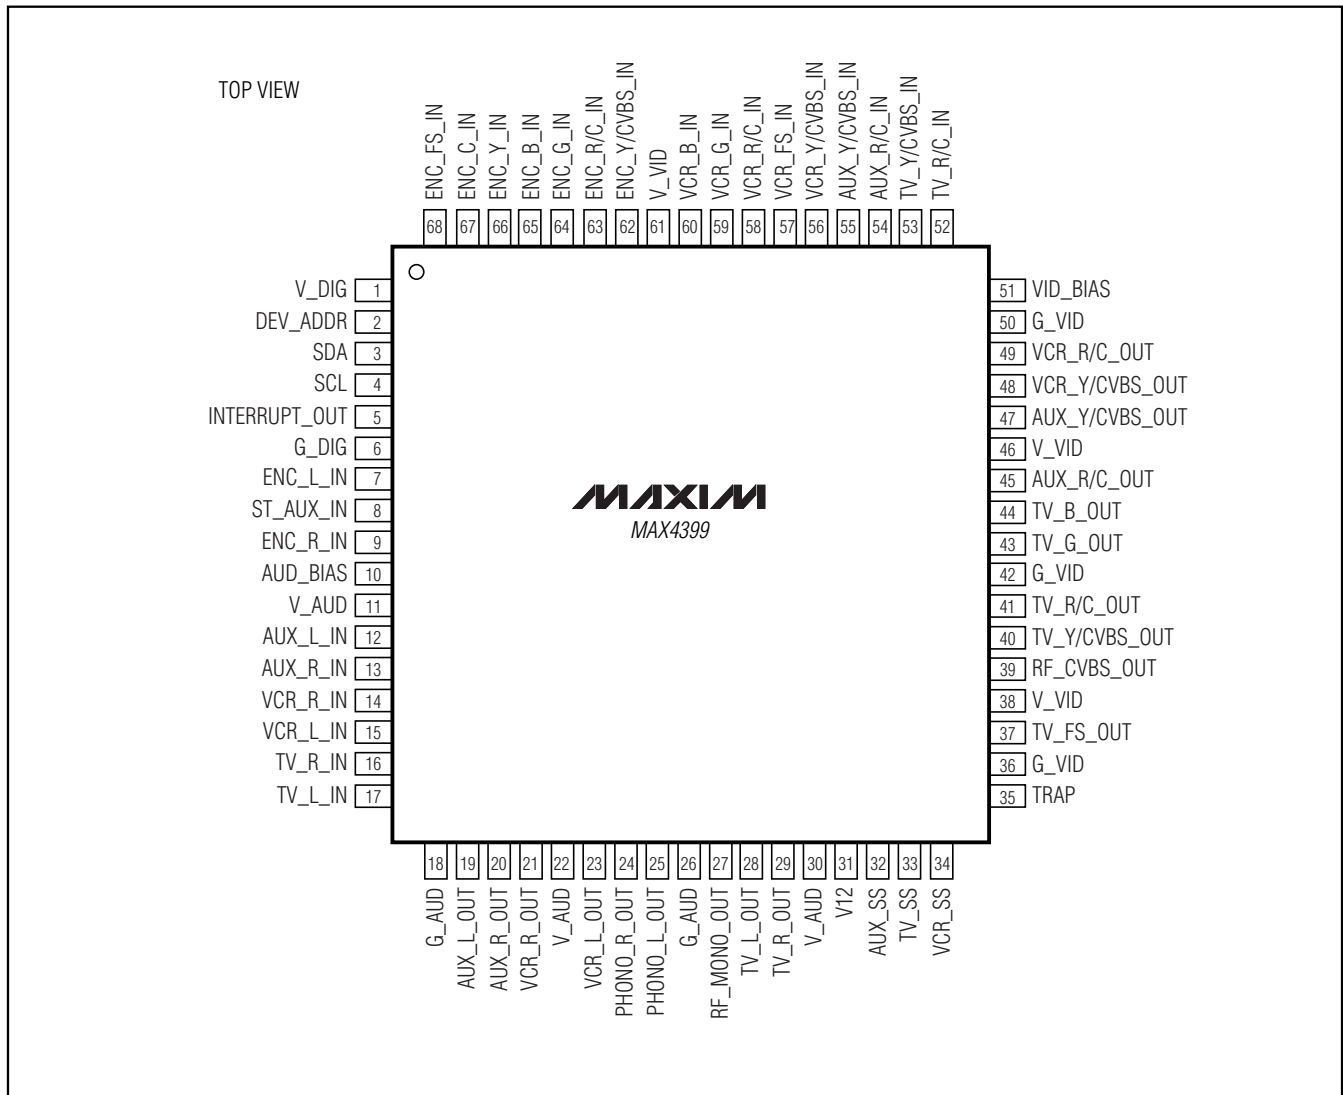 TOP VIEW
ENC_FS_IN
ENC_C_IN
ENC_Y_IN
ENC_B_IN
ENC_G_IN
ENC_R/C_IN
ENC_Y/CVBS_IN
V_VID
VCR_B_IN
VCR_G_IN
VCR_R/C_IN
VCR_FS_IN
VCR_Y/CVBS_IN
AUX_Y/CVBS_IN
AUX_R/C_IN
TV_Y/CVBS_IN
TV_R/C_IN
68 67 66 65 64 63 62 61 60 59 58 57 56 55 54 53 52
V_DIG 1
DEV_ADDR 2
SDA 3
SCL 4
INTERRUPT_OUT 5
G_DIG 6
ENC_L_IN 7
ST_AUX_IN 8
ENC_R_IN 9
AUD_BIAS 10
V_AUD 11
AUX_L_IN 12
AUX_R_IN 13
VCR_R_IN 14
VCR_L_IN 15
TV_R_IN 16
TV_L_IN 17
MAXIM
MAX4399
51 VID_BIAS
50 G_VID
49 VCR_R/C_OUT
48 VCR_Y/CVBS_OUT
47 AUX_Y/CVBS_OUT
46 V_VID
45 AUX_R/C_OUT
44 TV_B_OUT
43 TV_G_OUT
42 G_VID
41 TV_R/C_OUT
40 TV_Y/CVBS_OUT
39 RF_CVBS_OUT
38 V_VID
37 TV_FS_OUT
36 G_VID
35 TRAP
18 19 20 21 22 23 24 25 26 27 28 29 30 31 32 33 34
G_AUD
AUX_L_OUT
AUX_R_OUT
VCR_R_OUT
V_AUD
VCR_L_OUT
PHONO_R_OUT
PHONO_L_OUT
G_AUD
RF_MONO_OUT
TV_L_OUT
TV_R_OUT
V_AUD
V12
AUX_SS
TV_SS
VCR_SS